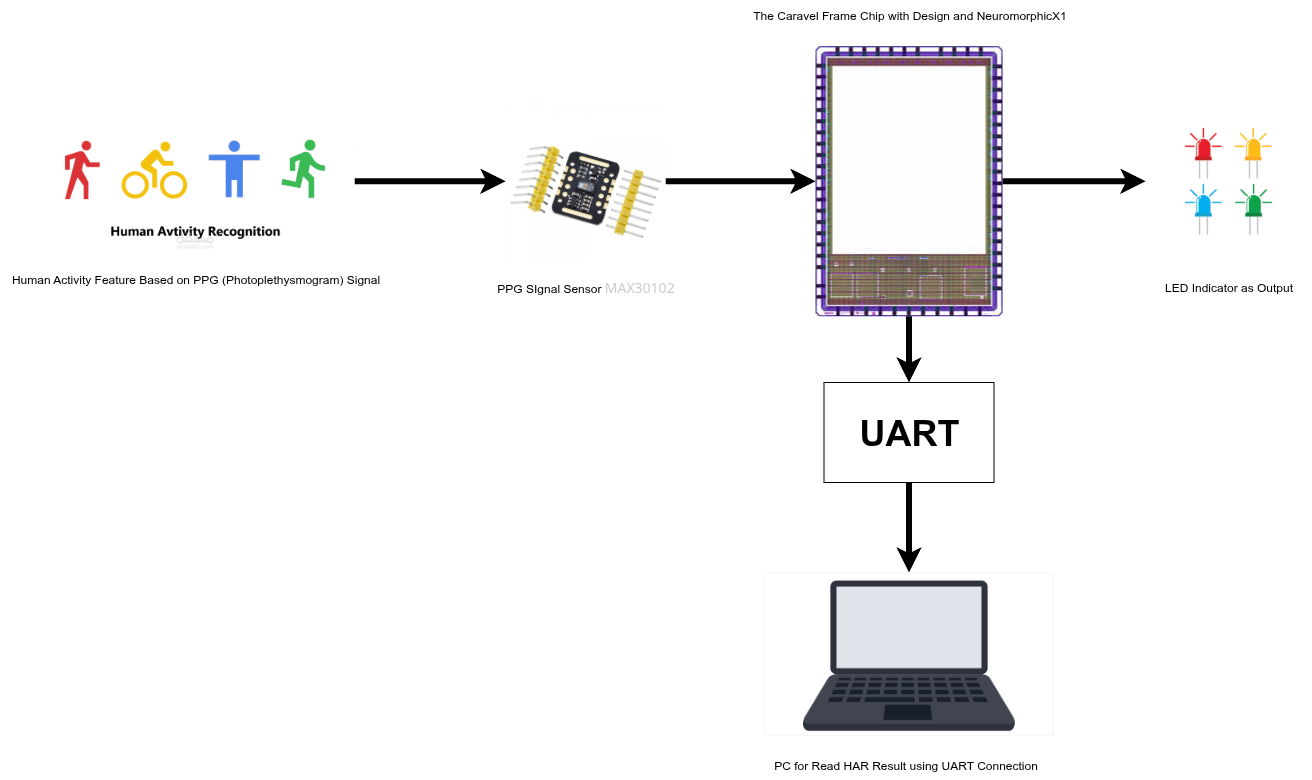 The Caravel Frame Chip with Design and NeuromorphicX1
Human Avtivity Recognition
Human Activity Feature Based on PPG (Photoplethysmogram) Signal
PPG SIgnal Sensor MAX30102
LED Indicator as Output
UART
PC for Read HAR Result using UART Connection